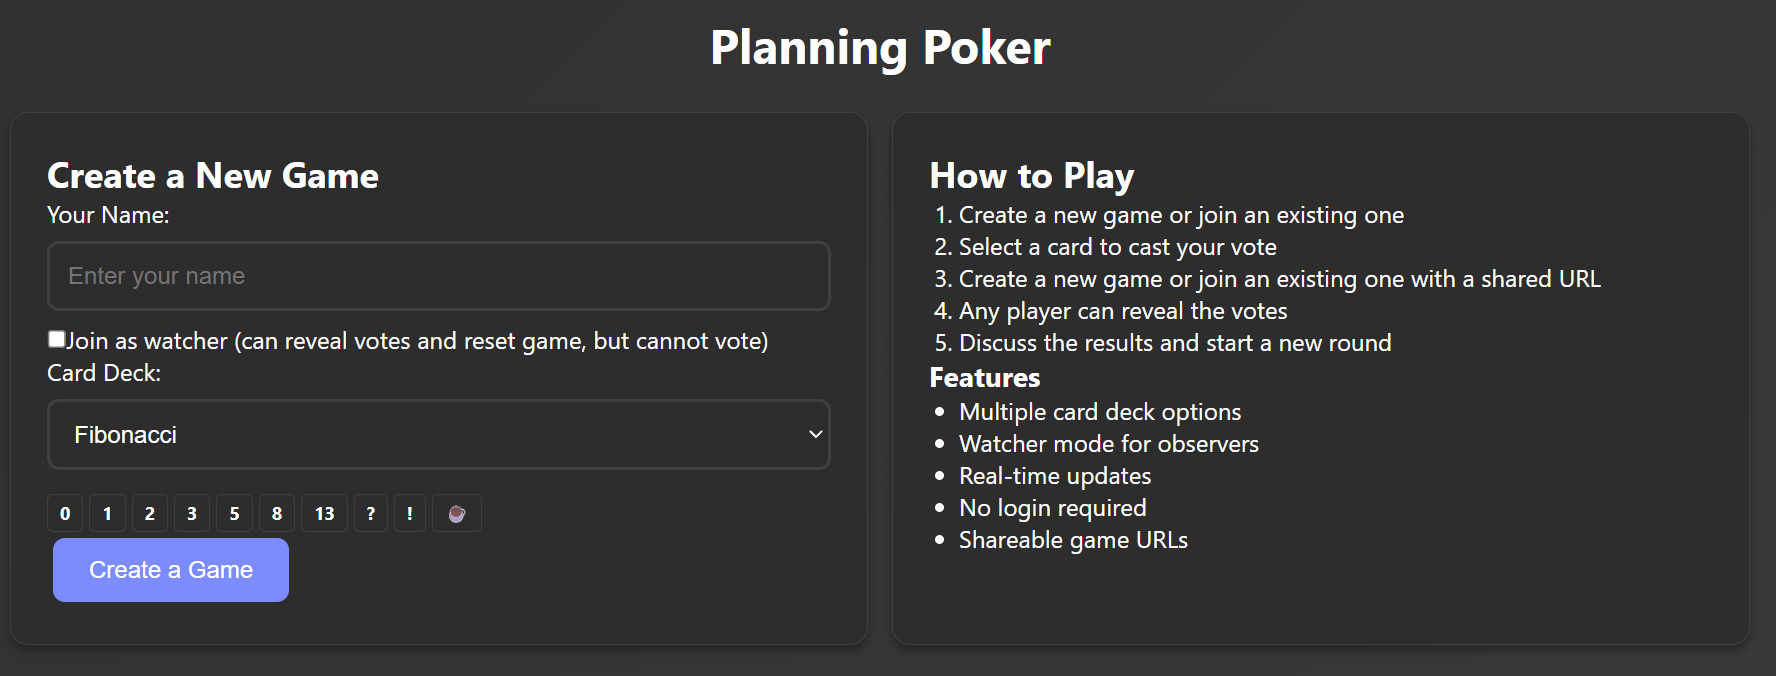 Planning Poker
Create a New Game
Your Name:
Enter your name
Join as watcher (can reveal votes and reset game, but cannot vote)
Card Deck:
Fibonacci
0 1 2 3 5 8 13 ? !
Create a Game
How to Play
1. Create a new game or join an existing one
2. Select a card to cast your vote
3. Create a new game or join an existing one with a shared URL
4. Any player can reveal the votes
5. Discuss the results and start a new round
Features
• Multiple card deck options
• Watcher mode for observers
• Real-time updates
• No login required
• Shareable game URLs